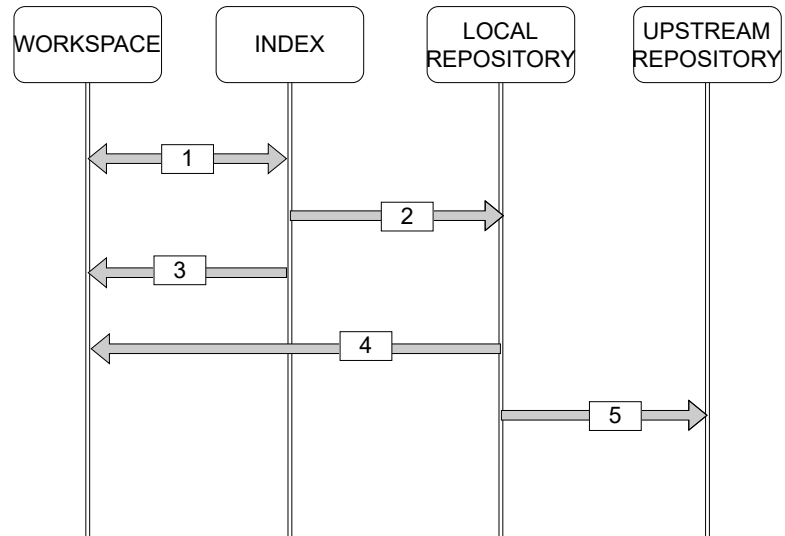 WORKSPACE
INDEX
LOCAL
REPOSITORY
UPSTREAM
REPOSITORY
1
2
3
4
5